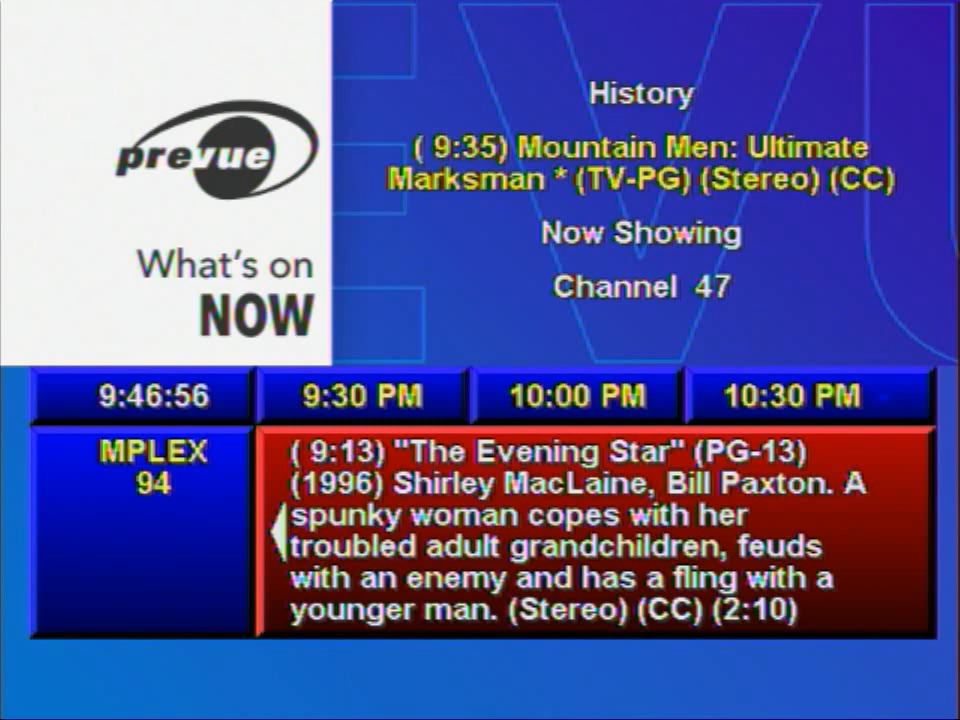 prevue
What's on
NOW
History
( 9:35) Mountain Men: Ultimate
Marksman * (TV-PG) (Stereo) (CC)
Now Showing
Channel 47
9:46:56
9:30 PM
10:00 PM
10:30 PM
MPLEX
94
( 9:13) "The Evening Star" (PG-13)
(1996) Shirley MacLaine, Bill Paxton. A
spunky woman copes with her
troubled adult grandchildren, feuds
with an enemy and has a fling with a
younger man. (Stereo) (CC) (2:10)